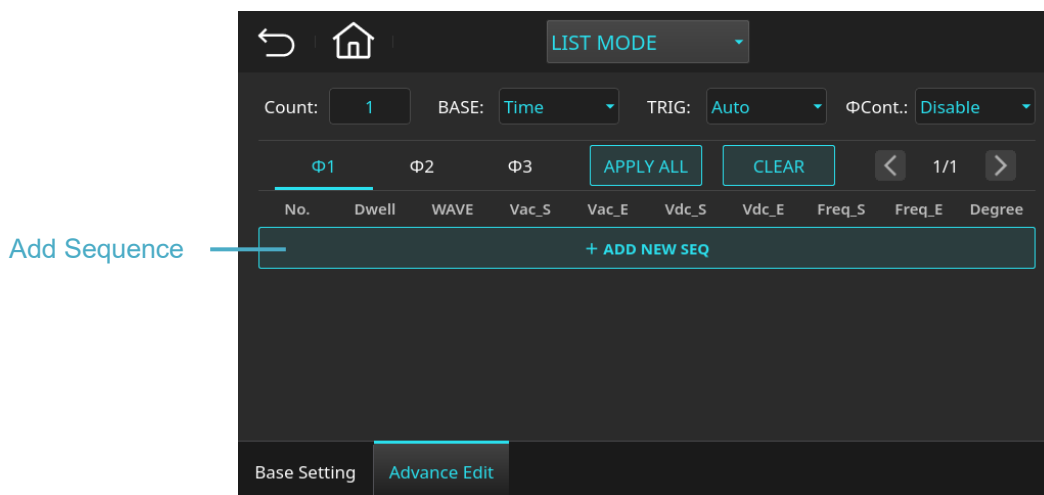 LIST MODE
Count: 1 BASE: Time TRIG: Auto ΦCont.: Disable
Φ1 Φ2 Φ3 APPLY ALL CLEAR 1/1
No. Dwell WAVE Vac_S Vac_E Vdc_S Vdc_E Freq_S Freq_E Degree
Add Sequence
+ ADD NEW SEQ
Base Setting Advance Edit